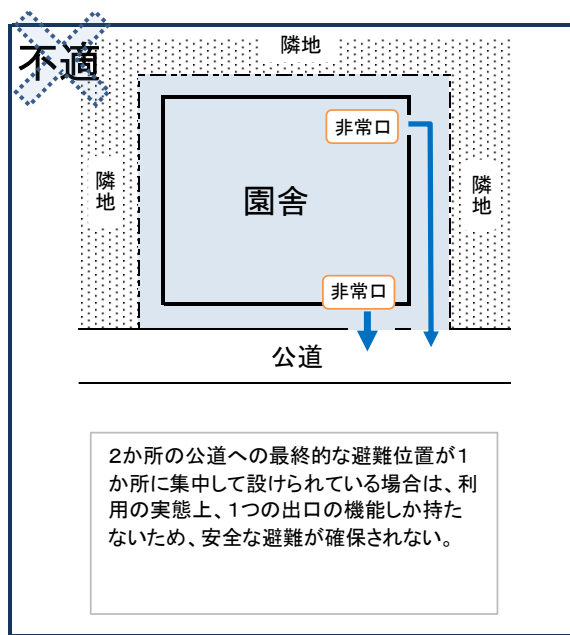 不適
隣地
非常口
隣地
園舎
隣地
非常口
公道
2か所の公道への最終的な避難位置が1
か所に集中して設けられている場合は、利
用の実態上、1つの出口の機能しか持た
ないため、安全な避難が確保されない。